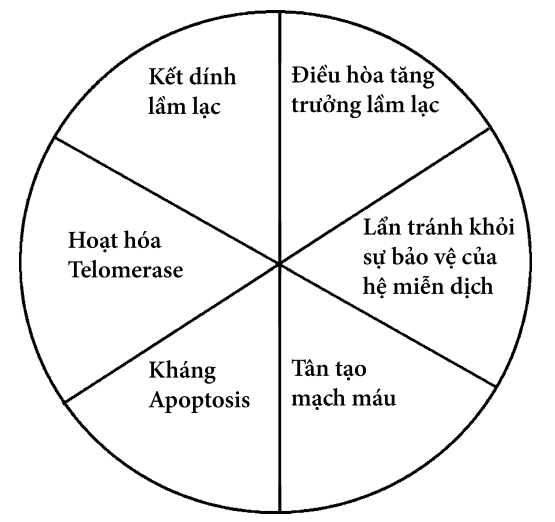 Kết dính
lầm lạc
Điều hòa tăng
trưởng lầm lạc
Hoạt hóa
Telomerase
Lẩn tránh khỏi
sự bảo vệ của
hệ miễn dịch
Kháng
Apoptosis
Tân tạo
mạch máu